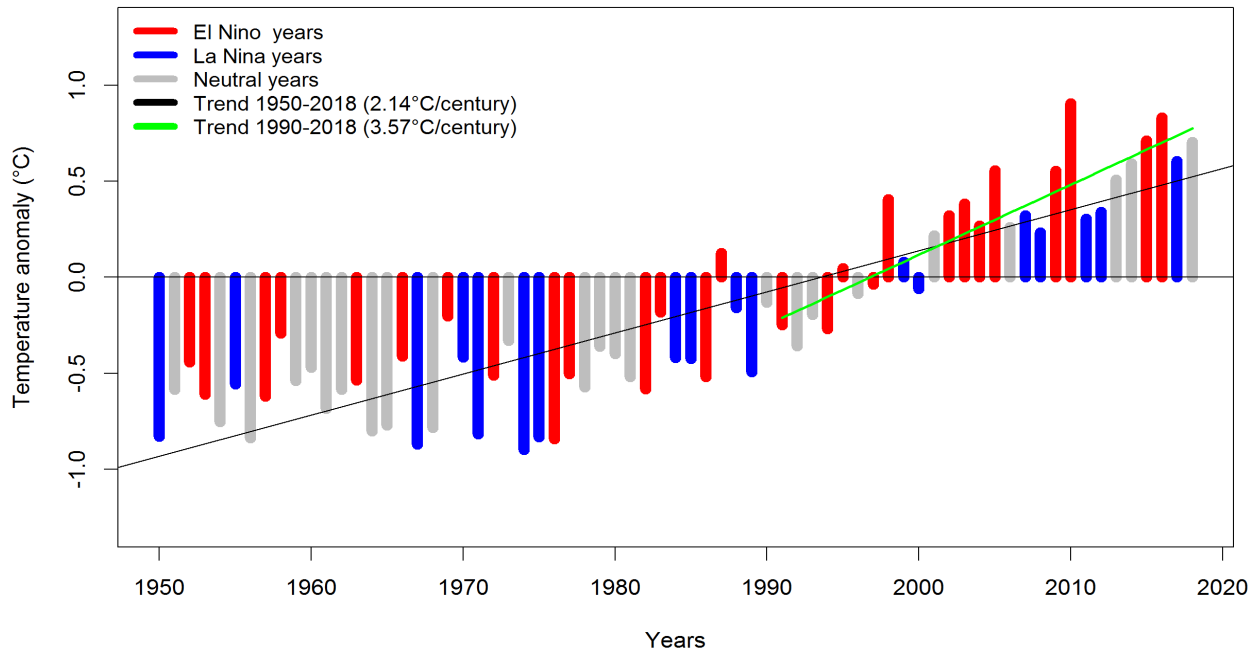 El Nino  years
La Nina years
Neutral years
Trend 1950-2018 (2.14°C/century)
Trend 1990-2018 (3.57°C/century)
Temperature anomaly (°C)
1.0
0.5
0.0
-0.5
-1.0
1950 1960 1970 1980 1990 2000 2010 2020
Years